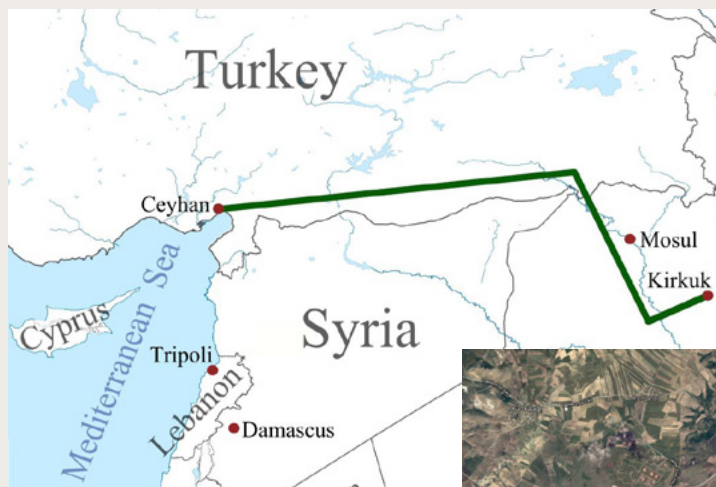 Turkey
Ceyhan
Mosul
Kirkuk
Mediterranean Sea
Cyprus
Syria
Tripoli
Lebanon
Damascus